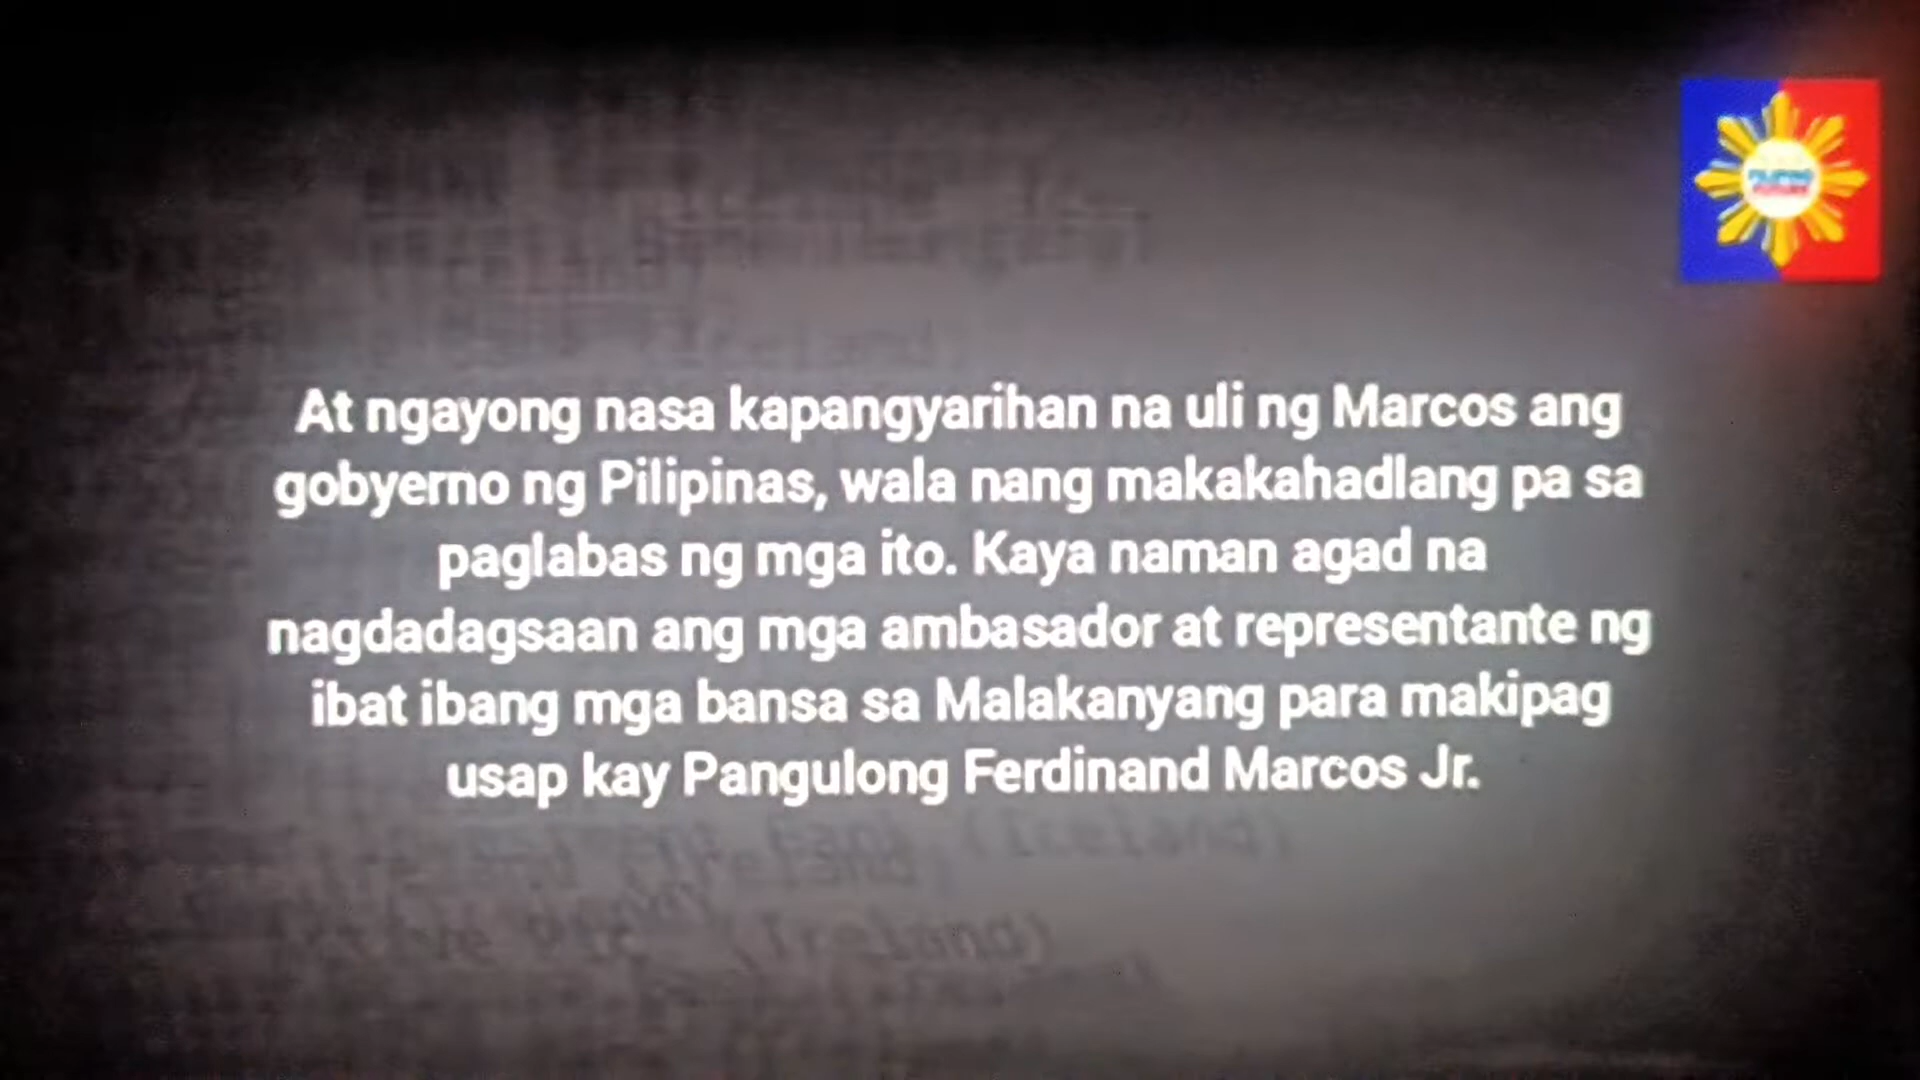 At ngayong nasa kapangyarihan na uli ng Marcos ang
gobyerno ng Pilipinas, wala nang makakahadlang pa sa
paglabas ng mga ito. Kaya naman agad na
nagdadagsaan ang mga ambasador at representante ng
ibat ibang mga bansa sa Malakanyang para makipag
usap kay Pangulong Ferdinand Marcos Jr.